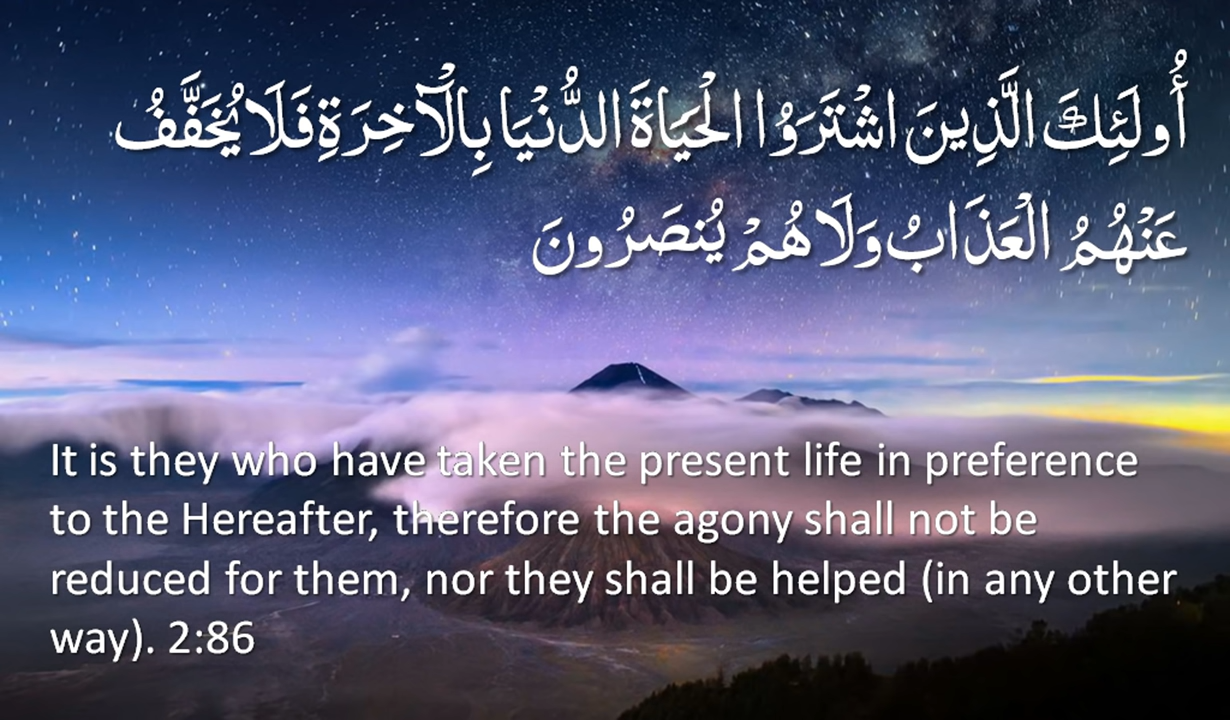 أُولَئِكَ الَّذِينَ اشْتَرَوُا الْحَيَاةَ الدُّنْيَا بِالْآخِرَةِ فَلَا يُخَفَّفُ
عَنْهُمُ الْعَذَابُ وَلَا هُمْ يُنصَرُونَ
It is they who have taken the present life in preference
to the Hereafter, therefore the agony shall not be
reduced for them, nor they shall be helped (in any other
way). 2:86